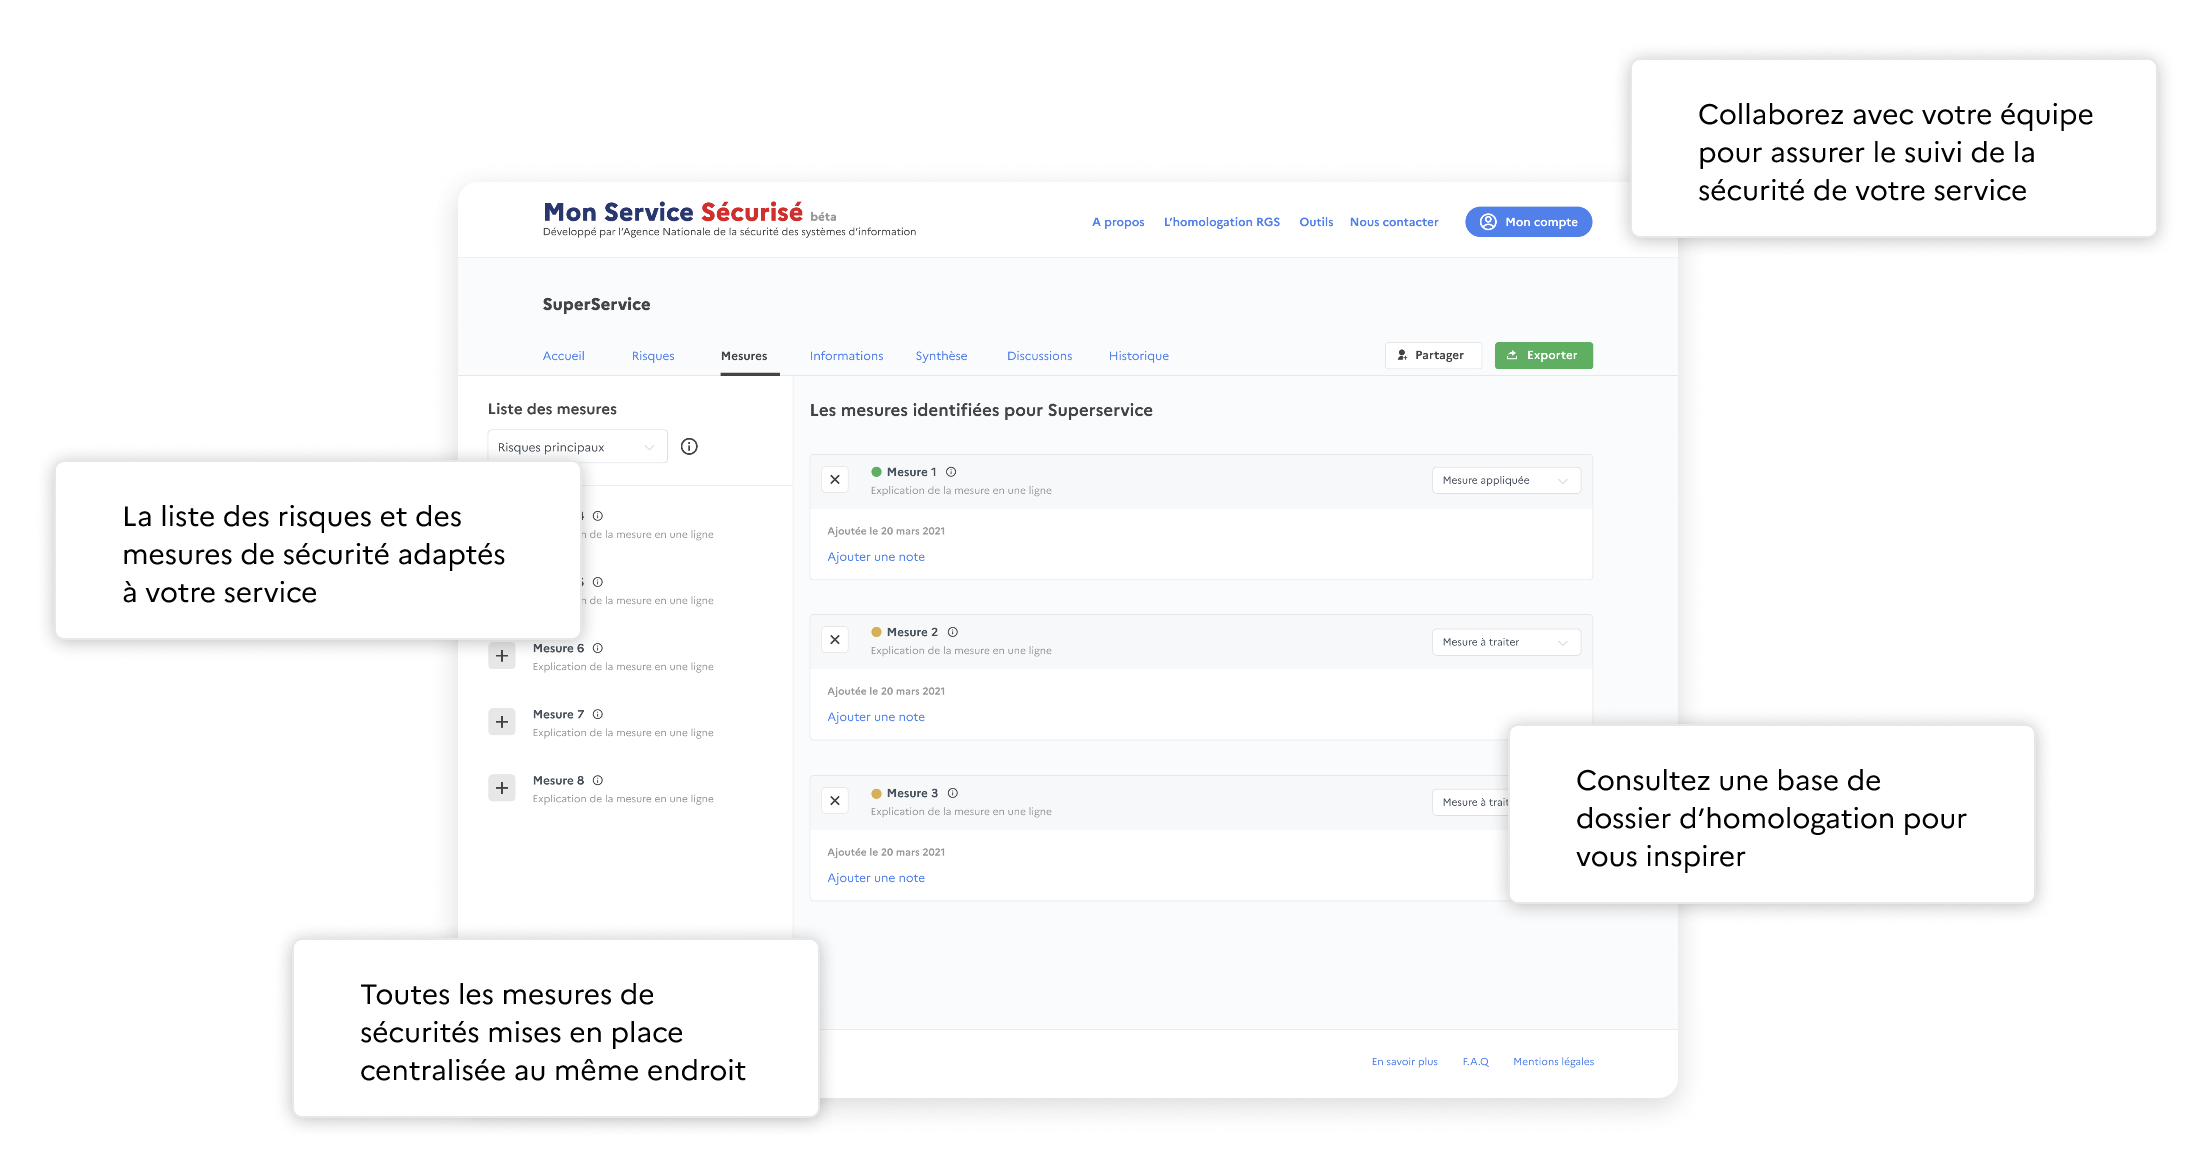 Collaborez avec votre équipe
pour assurer le suivi de la
sécurité de votre service
Mon Service Sécurisé béta
Développé par l'Agence Nationale de la sécurité des systèmes d'information
A propos L'homologation RGS Outils Nous contacter Mon compte
SuperService
Accueil Risques Mesures Informations Synthèse Discussions Historique Partager Exporter
Liste des mesures
Risques principaux
La liste des risques et des
mesures de sécurité adaptés
à votre service
de la mesure en une ligne
de la mesure en une ligne
Mesure 6
Explication de la mesure en une ligne
Mesure 7
Explication de la mesure en une ligne
Mesure 8
Explication de la mesure en une ligne
Les mesures identifiées pour Superservice
Mesure 1
Explication de la mesure en une ligne
Mesure appliquée
Ajoutée le 20 mars 2021
Ajouter une note
Mesure 2
Explication de la mesure en une ligne
Mesure à traiter
Ajoutée le 20 mars 2021
Ajouter une note
Mesure 3
Explication de la mesure en une ligne
Mesure à
Ajoutée le 20 mars 2021
Ajouter une note
Consultez une base de
dossier d'homologation pour
vous inspirer
Toutes les mesures de
sécurités mises en place
centralisée au même endroit
En savoir plus F.A.Q Mentions légales